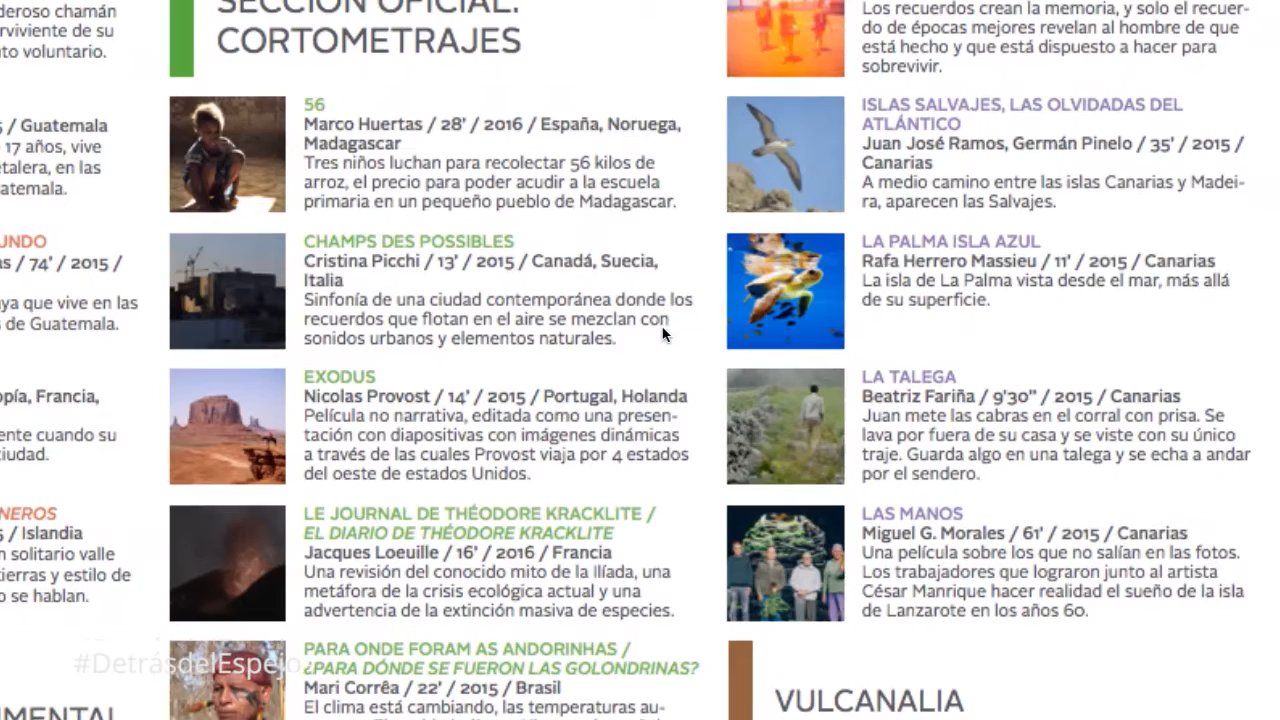 deroso chamán
rviviente de su
to voluntario.
5 / Guatemala
17 años, vive
etalera, en las
atemala.
UNDO
as / 74' / 2015 /
ya que vive en las
s de Guatemala.
opía, Francia,
ente cuando su
ciudad.
NEROS
5 / Islandia
n solitario valle
tierras y estilo de
o se hablan.
UMENTAL
SECCIÓN OFICIAL:
CORTOMETRAJES
56
Marco Huertas / 28' / 2016 / España, Noruega,
Madagascar
Tres niños luchan para recolectar 56 kilos de
arroz, el precio para poder acudir a la escuela
primaria en un pequeño pueblo de Madagascar.
CHAMPS DES POSSIBLES
Cristina Picchi / 13' / 2015 / Canadá, Suecia,
Italia
Sinfonía de una ciudad contemporánea donde los
recuerdos que flotan en el aire se mezclan con
sonidos urbanos y elementos naturales.
EXODUS
Nicolas Provost / 14' / 2015 / Portugal, Holanda
Película no narrativa, editada como una presen-
tación con diapositivas con imágenes dinámicas
a través de las cuales Provost viaja por 4 estados
del oeste de estados Unidos.
LE JOURNAL DE THÉODORE KRACKLITE /
EL DIARIO DE THÉODORE KRACKLITE
Jacques Loeuille / 16' / 2016 / Francia
Una revisión del conocido mito de la Ilíada, una
metáfora de la crisis ecológica actual y una
advertencia de la extinción masiva de especies.
PARA ONDE FORAM AS ANDORINHAS /
¿PARA DÓNDE SE FUERON LAS GOLONDRINAS?
Mari Corrêa / 22' / 2015 / Brasil
El clima está cambiando, las temperaturas au-
#DetrásdelEspejo
Los recuerdos crean la memoria, y solo el recuer-
do de épocas mejores revelan al hombre de que
está hecho y que está dispuesto a hacer para
sobrevivir.
ISLAS SALVAJES, LAS OLVIDADAS DEL
ATLÁNTICO
Juan José Ramos, Germán Pinelo / 35' / 2015 /
Canarias
A medio camino entre las islas Canarias y Madei-
ra, aparecen las Salvajes.
LA PALMA ISLA AZUL
Rafa Herrero Massieu / 11' / 2015 / Canarias
La isla de La Palma vista desde el mar, más allá
de su superficie.
LA TALEGA
Beatriz Fariña / 9'30" / 2015 / Canarias
Juan mete las cabras en el corral con prisa. Se
lava por fuera de su casa y se viste con su único
traje. Guarda algo en una talega y se echa a andar
por el sendero.
LAS MANOS
Miguel G. Morales / 61' / 2015 / Canarias
Una película sobre los que no salían en las fotos.
Los trabajadores que lograron junto al artista
César Manrique hacer realidad el sueño de la isla
de Lanzarote en los años 60.
VULCANALIA